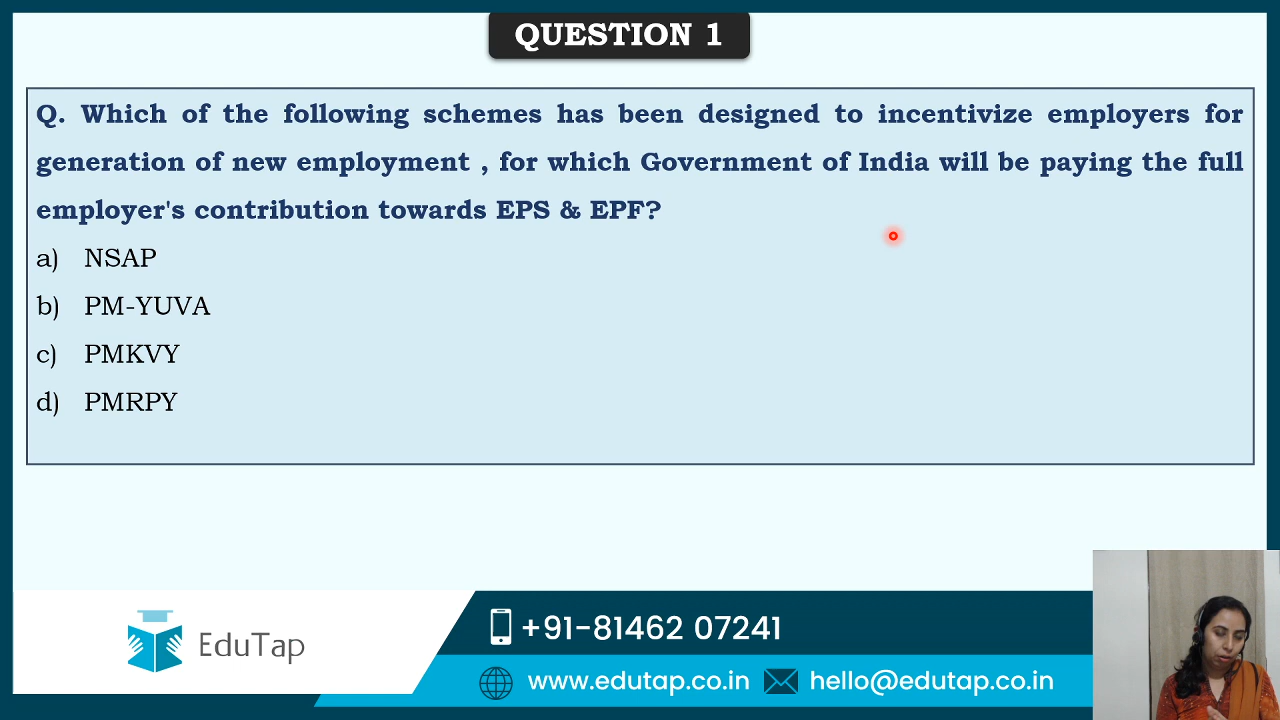 QUESTION 1
Q. Which of the following schemes has been designed to incentivize employers for
generation of new employment , for which Government of India will be paying the full
employer's contribution towards EPS & EPF?
a) NSAP
b) PM-YUVA
c) PMKVY
d) PMRPY
EduTap
+91-81462 07241
www.edutap.co.in hello@edutap.co.in